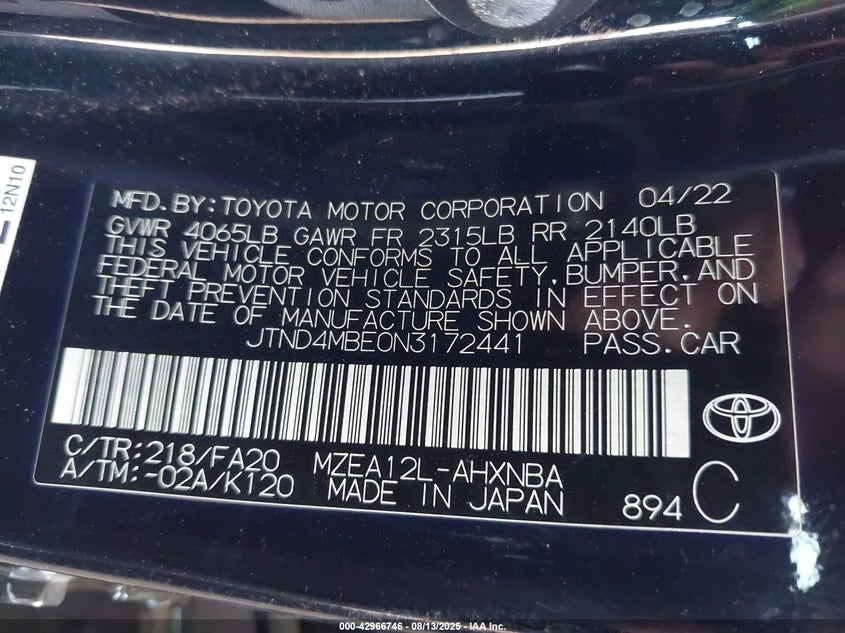 12N10
MFD.BY:TOYOTA MOTOR CORPORATION 04/22
GVWR 4065LB GAWR FR 2315LB RR 2140LB
THIS VEHICLE CONFORMS TO ALL APPLICABLE
FEDERAL MOTOR VEHICLE SAFETY,BUMPER,AND
THEFT PREVENTION STANDARDS IN EFFECT ON
THE DATE OF MANUFACTURE SHOWN ABOVE.
JTND4MBE0N3172441 PASS.CAR
C/TR:218/FA20 MZEA12L-AHXNBA
A/TM:-02A/K120 MADE IN JAPAN 894 C
000-42966746 - 08/13/2025 - IAA Inc.